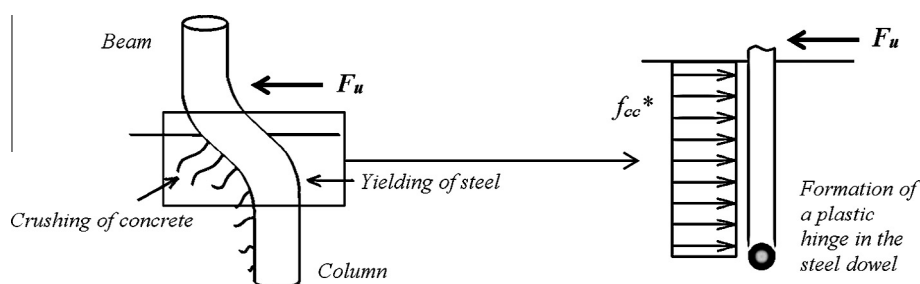 Beam
F_u
Crushing of concrete
Yielding of steel
Column
F_u
f_cc*
Formation of
a plastic
hinge in the
steel dowel